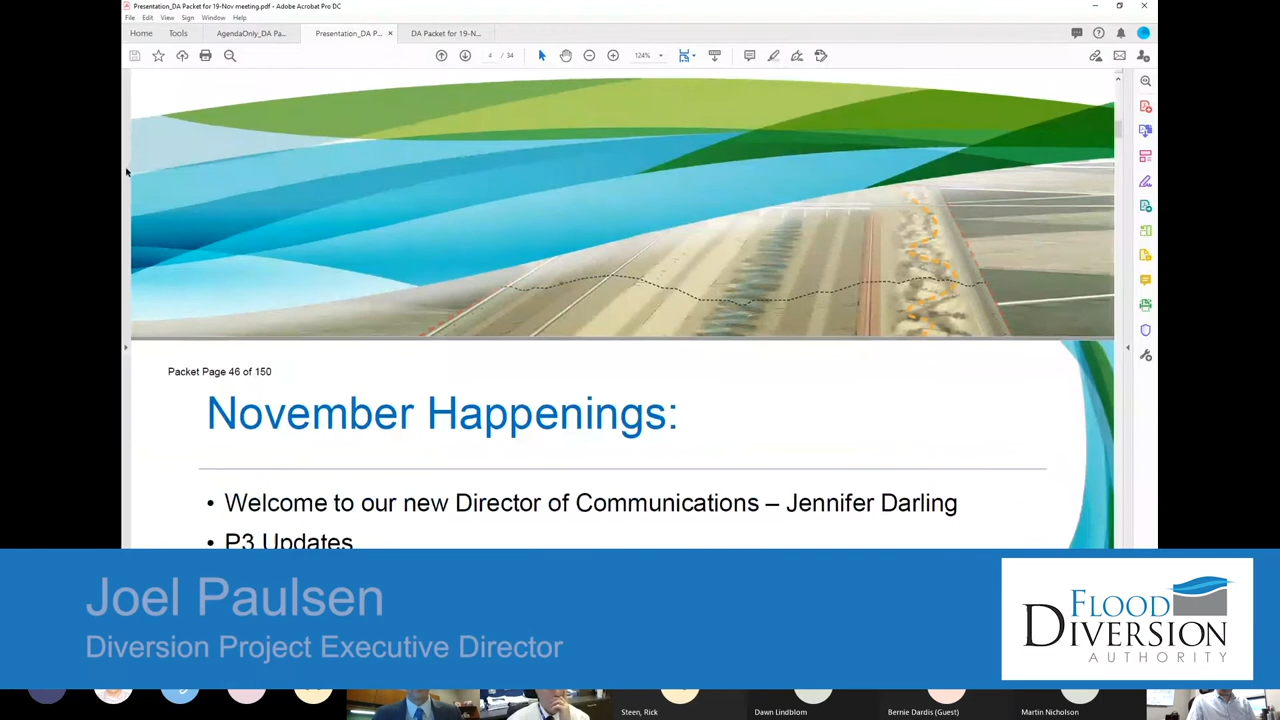 Presentation_DA Packet for 19-Nov meeting.pdf - Adobe Acrobat Pro DC
File Edit View Sign Window Help
Home Tools AgendaOnly_DA Pa... Presentation_DA P... × DA Packet for 19-N...
4 / 34 124%
Packet Page 46 of 150
November Happenings:
• Welcome to our new Director of Communications – Jennifer Darling
• P3 Updates
Joel Paulsen
Diversion Project Executive Director
FLOOD
DIVERSION
AUTHORITY
Steen, Rick Dawn Lindblom Bernie Dardis (Guest) Martin Nicholson